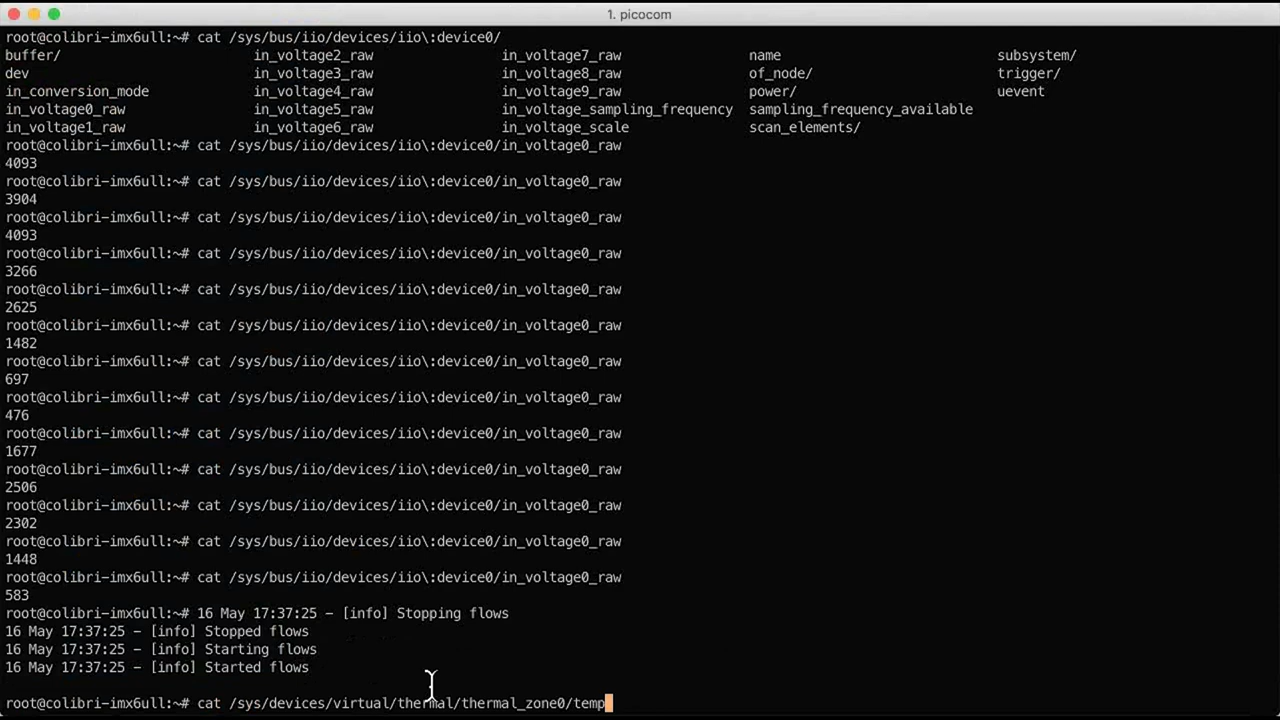 1. picocom
root@colibri-imx6ull:~# cat /sys/bus/iio/devices/iio\:device0/
buffer/ in_voltage2_raw in_voltage7_raw name subsystem/
dev in_voltage3_raw in_voltage8_raw of_node/ trigger/
in_conversion_mode in_voltage4_raw in_voltage9_raw power/ uevent
in_voltage0_raw in_voltage5_raw in_voltage_sampling_frequency sampling_frequency_available
in_voltage1_raw in_voltage6_raw in_voltage_scale scan_elements/
root@colibri-imx6ull:~# cat /sys/bus/iio/devices/iio\:device0/in_voltage0_raw
4093
root@colibri-imx6ull:~# cat /sys/bus/iio/devices/iio\:device0/in_voltage0_raw
3904
root@colibri-imx6ull:~# cat /sys/bus/iio/devices/iio\:device0/in_voltage0_raw
4093
root@colibri-imx6ull:~# cat /sys/bus/iio/devices/iio\:device0/in_voltage0_raw
3266
root@colibri-imx6ull:~# cat /sys/bus/iio/devices/iio\:device0/in_voltage0_raw
2625
root@colibri-imx6ull:~# cat /sys/bus/iio/devices/iio\:device0/in_voltage0_raw
1482
root@colibri-imx6ull:~# cat /sys/bus/iio/devices/iio\:device0/in_voltage0_raw
697
root@colibri-imx6ull:~# cat /sys/bus/iio/devices/iio\:device0/in_voltage0_raw
476
root@colibri-imx6ull:~# cat /sys/bus/iio/devices/iio\:device0/in_voltage0_raw
1677
root@colibri-imx6ull:~# cat /sys/bus/iio/devices/iio\:device0/in_voltage0_raw
2506
root@colibri-imx6ull:~# cat /sys/bus/iio/devices/iio\:device0/in_voltage0_raw
2302
root@colibri-imx6ull:~# cat /sys/bus/iio/devices/iio\:device0/in_voltage0_raw
1448
root@colibri-imx6ull:~# cat /sys/bus/iio/devices/iio\:device0/in_voltage0_raw
583
root@colibri-imx6ull:~# 16 May 17:37:25 - [info] Stopping flows
16 May 17:37:25 - [info] Stopped flows
16 May 17:37:25 - [info] Starting flows
16 May 17:37:25 - [info] Started flows
root@colibri-imx6ull:~# cat /sys/devices/virtual/thermal/thermal_zone0/temp